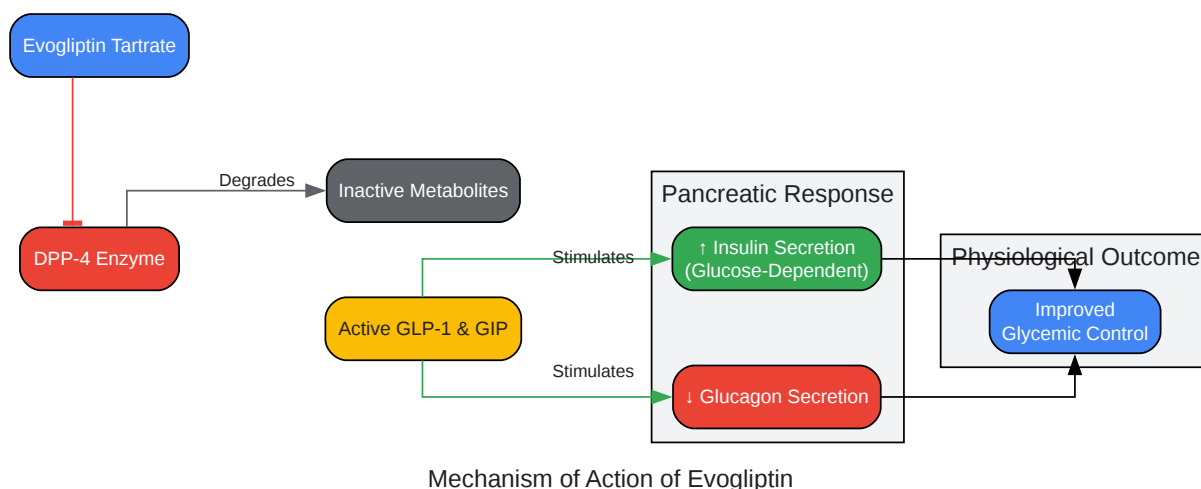 Evogliptin Tartrate
Degrades
Inactive Metabolites
DPP-4 Enzyme
Active GLP-1 & GIP
Stimulates
Stimulates
Pancreatic Response
↑ Insulin Secretion
(Glucose-Dependent)
↓ Glucagon Secretion
Physiological Outcome
Improved
Glycemic Control
Mechanism of Action of Evogliptin